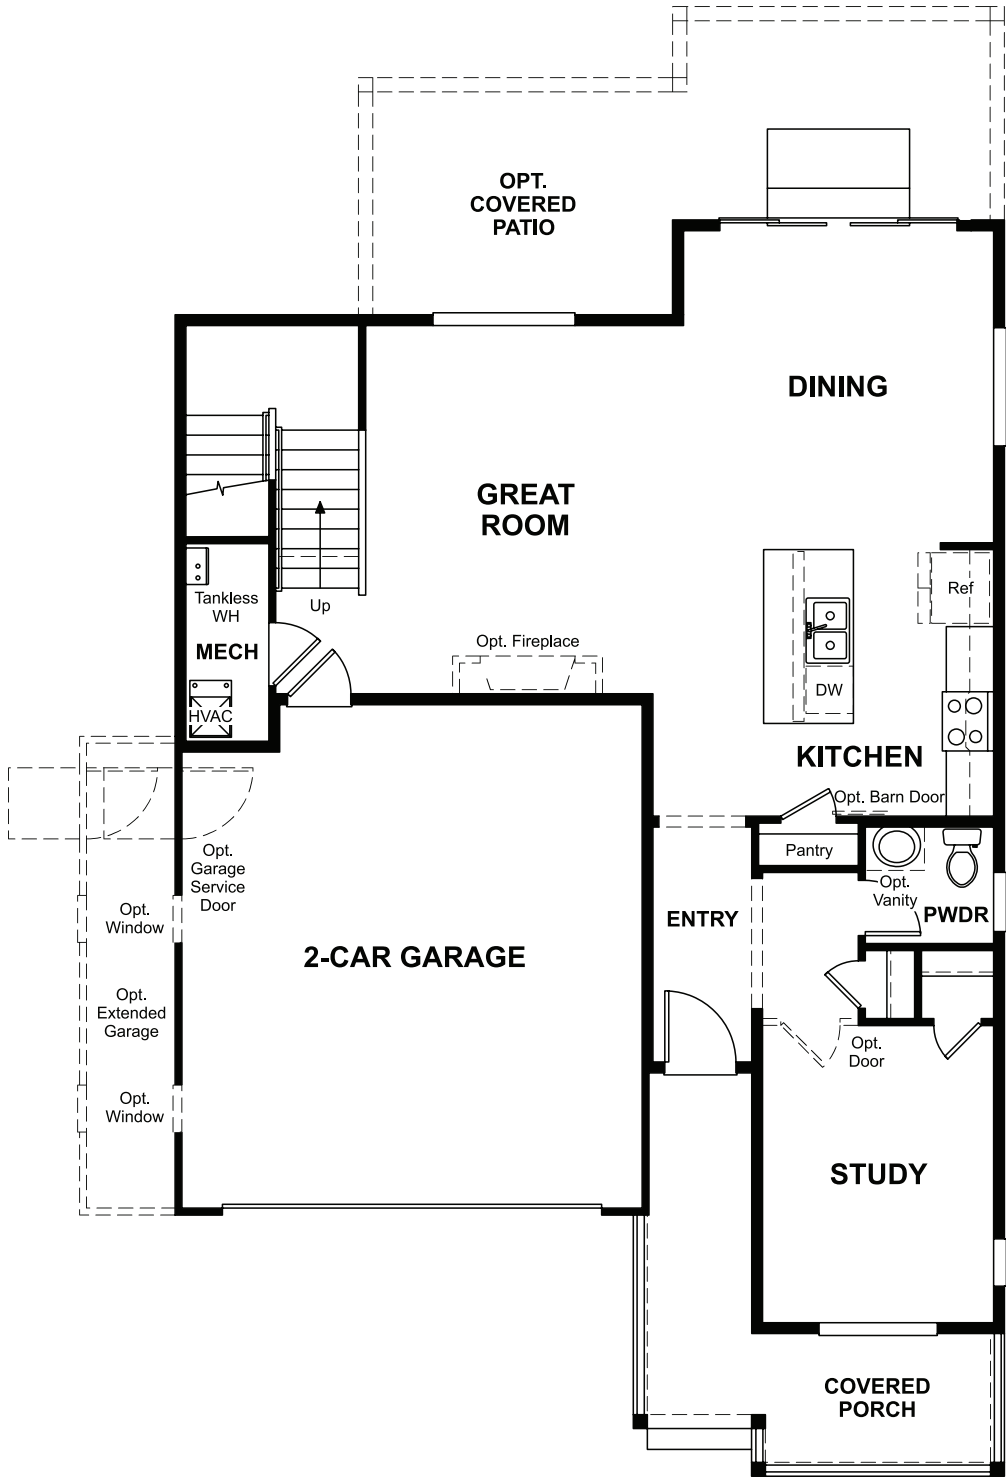 OPT.
COVERED
PATIO
DINING
GREAT
ROOM
Ref
Tankless
WH
Up
MECH
Opt. Fireplace
DW
HVAC
KITCHEN
Opt. Barn Door
Pantry
Opt.
Garage
Service
Door
Opt.
Vanity
PWDR
Opt.
Window
ENTRY
2-CAR GARAGE
Opt.
Extended
Garage
Opt.
Door
Opt.
Window
STUDY
COVERED
PORCH